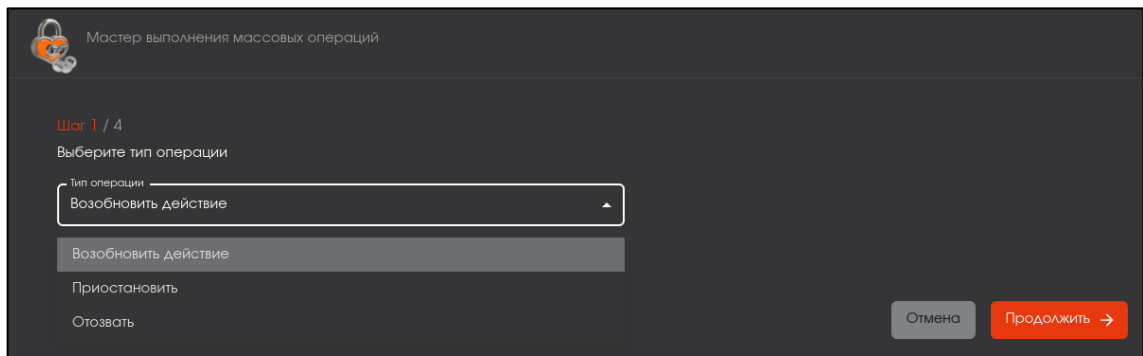 Мастер выполнения массовых операций
Шаг 1 / 4
Выберите тип операции
Тип операции
Возобновить действие
Возобновить действие
Приостановить
Отозвать
Отмена
Продолжить →